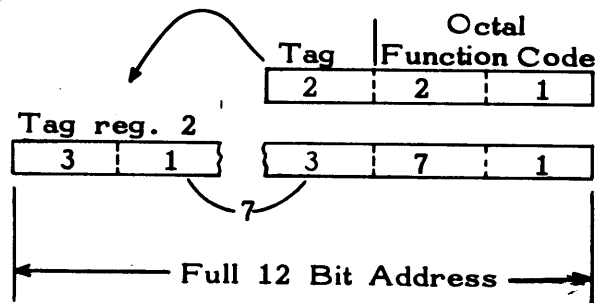 Octal
Tag Function Code
2 2 1
Tag reg. 2
3 1 3 7 1
7
Full 12 Bit Address